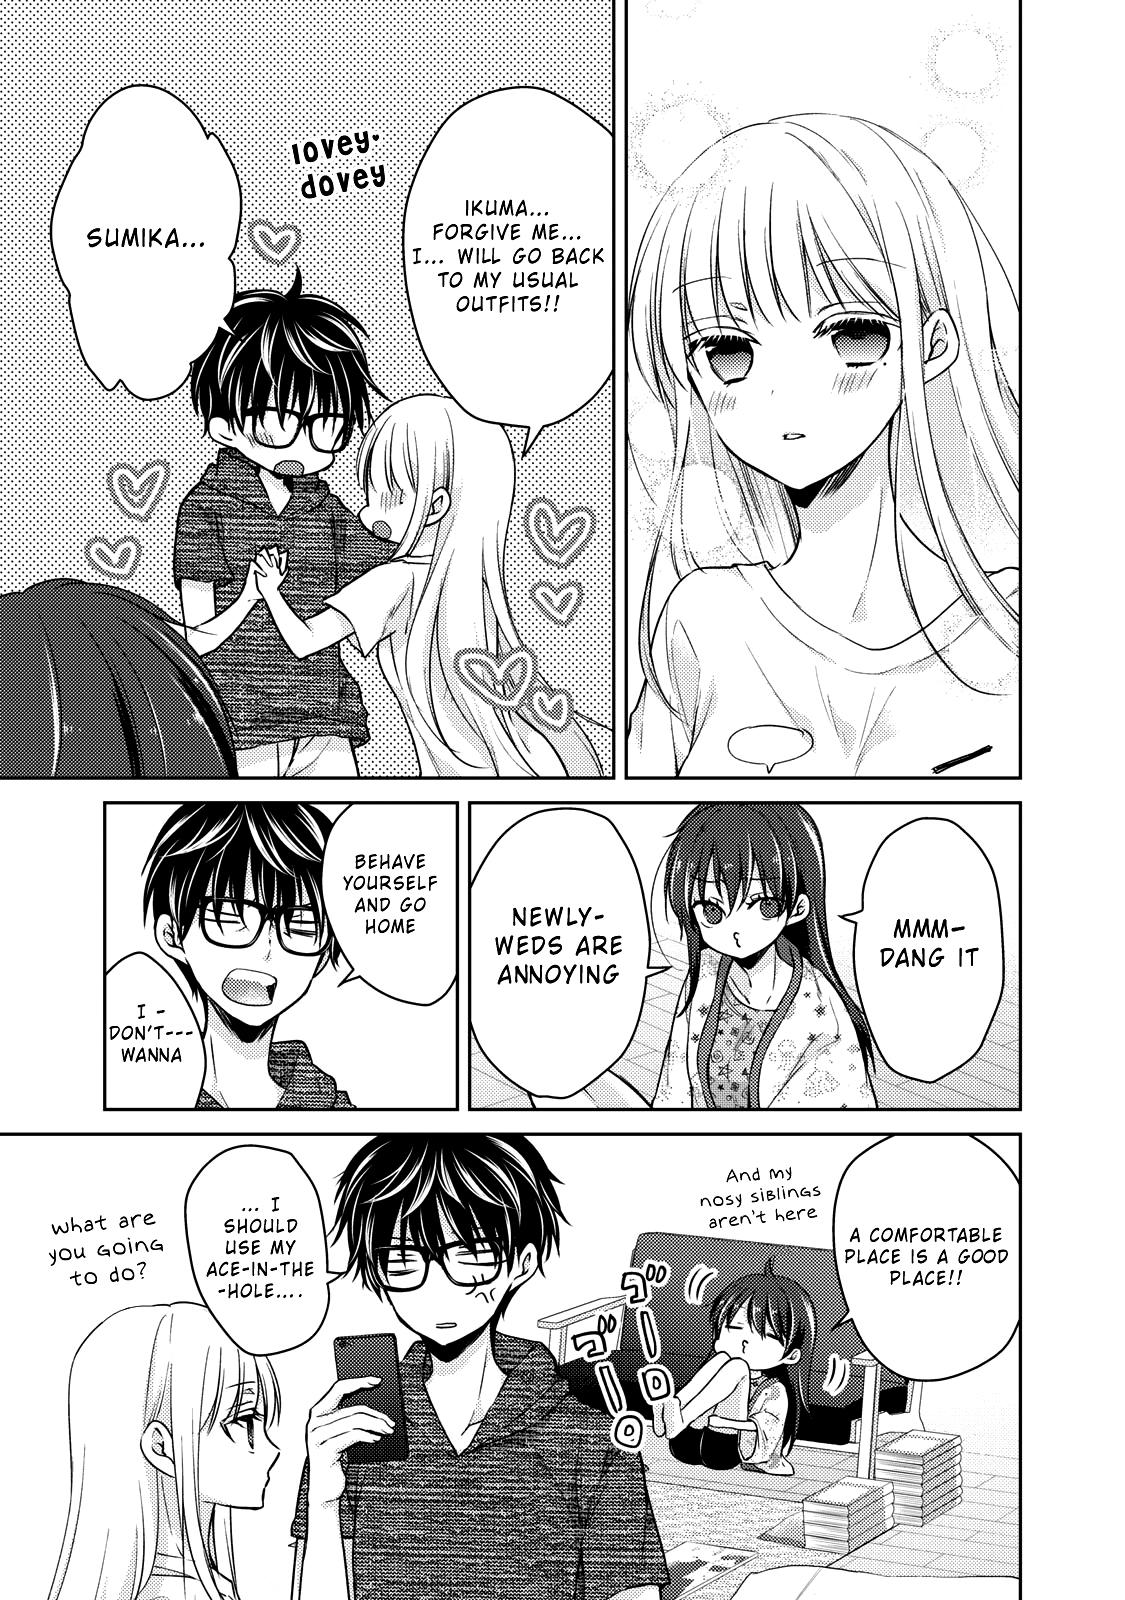 IKUMA...
FORGIVE ME...
I... WILL GO BACK
TO MY USUAL
OUTFITS!!
lovey-
dovey
SUMIKA...
MMM-
DANG IT
NEWLY-
WEDS ARE
ANNOYING
BEHAVE
YOURSELF
AND GO
HOME
I -
DON'T---
WANNA
A COMFORTABLE
PLACE IS A GOOD
PLACE!!
And my
nosy siblings
aren't here
ゴーロ
ゴーロ
... I
SHOULD
USE MY
ACE-IN-THE
-HOLE....
what are
you going
to do?